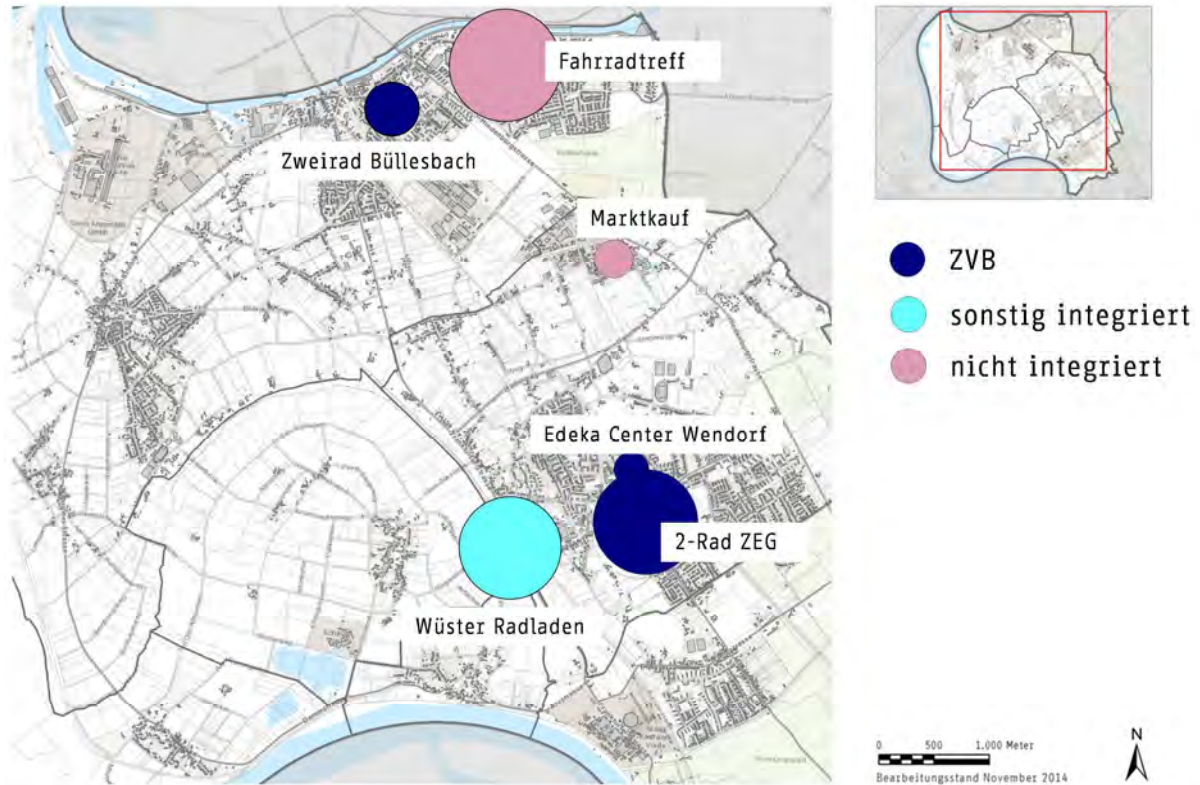 Fahrradtreff
Zweirad Büllesbach
Marktkauf
Edeka Center Wendorf
2-Rad ZEG
Wüster Radladen
ZVB
sonstig integriert
nicht integriert
0 500 1.000 Meter
Bearbeitungsstand November 2014
N